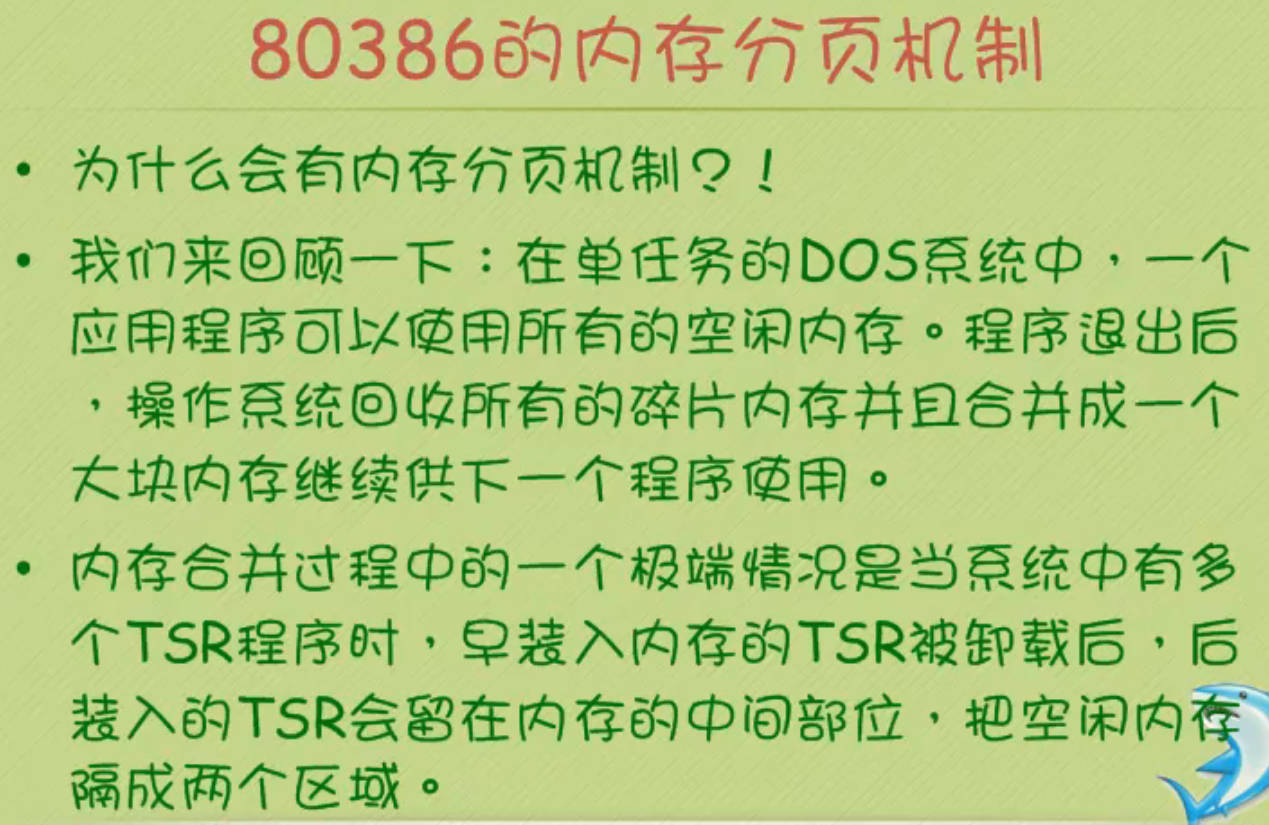 80386的内存分页机制
• 为什么会有内存分页机制?!
• 我们来回顾一下:在单任务的DOS系统中,一个
应用程序可以使用所有的空闲内存。程序退出后
,操作系统回收所有的碎片内存并且合并成一个
大块内存继续供下一个程序使用。
• 内存合并过程中的一个极端情况是当系统中有多
个TSR程序时,早装入内存的TSR被卸载后,后
装入的TSR会留在内存的中间部位,把空闲内存
隔成两个区域。